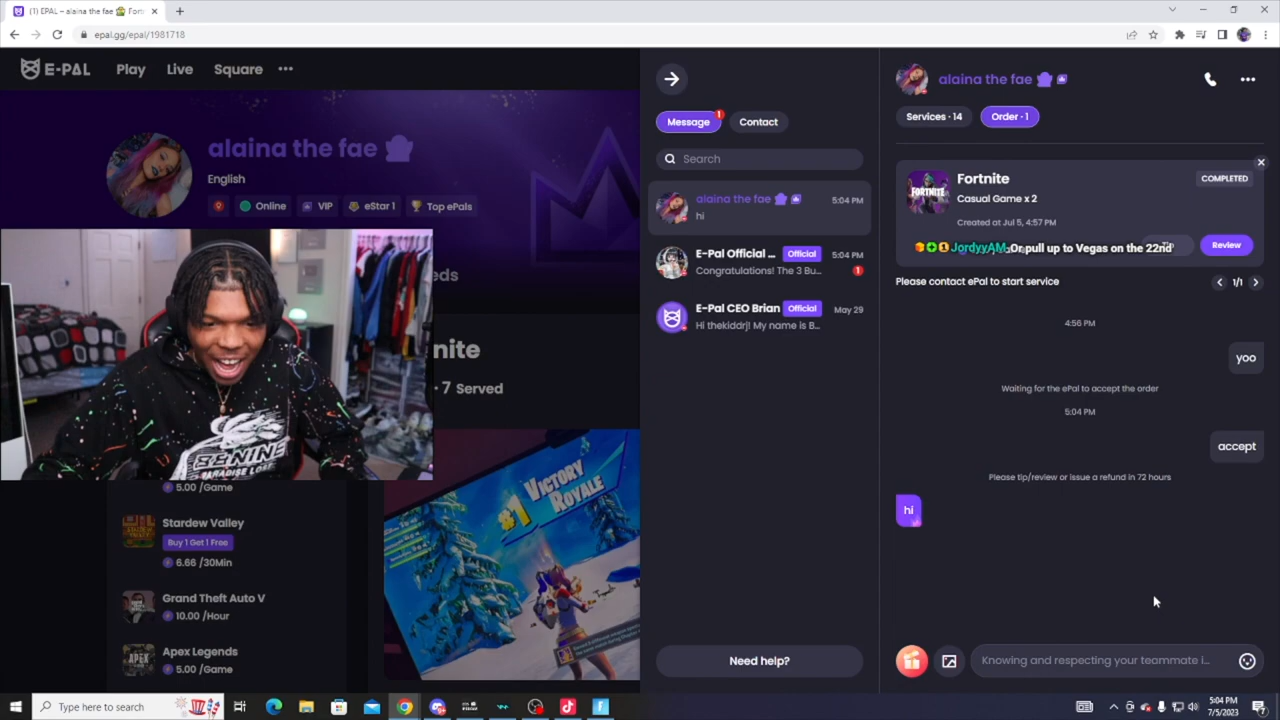 (1) EPAL – alaina the fae
epal.gg/epal/1981718
E-PAL
Play
Live
Square
alaina the fae
English
Online
VIP
eStar 1
Top ePals
7 Served
5.00 /Game
Stardew Valley
Buy 1 Get 1 Free
6.66 /30Min
Grand Theft Auto V
10.00 /Hour
Apex Legends
5.00 /Game
#1 VICTORY
ROYALE
PARADISE
Message
1
Contact
Search
alaina the fae
5:04 PM
hi
E-Pal Official ...
Official
5:04 PM
Congratulations! The 3 Bu...
1
E-Pal CEO Brian
Official
May 29
Hi thekiddrj! My name is B...
Need help?
alaina the fae
Services · 14
Order · 1
FORTNITE
Fortnite
COMPLETED
Casual Game x 2
Created at Jul 5, 4:57 PM
JordyyAM: Or pull up to Vegas on the 22nd
Review
Please contact ePal to start service
1/1
4:56 PM
yoo
Waiting for the ePal to accept the order
5:04 PM
accept
Please tip/review or issue a refund in 72 hours
hi
Knowing and respecting your teammate i...
Type here to search
5:04 PM
7/5/2023